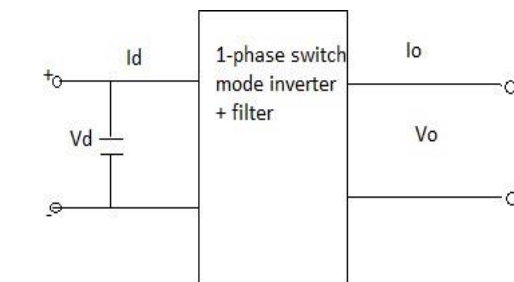 Id
1-phase switch
mode inverter
+ filter
Io
+
Vd
Vo
-